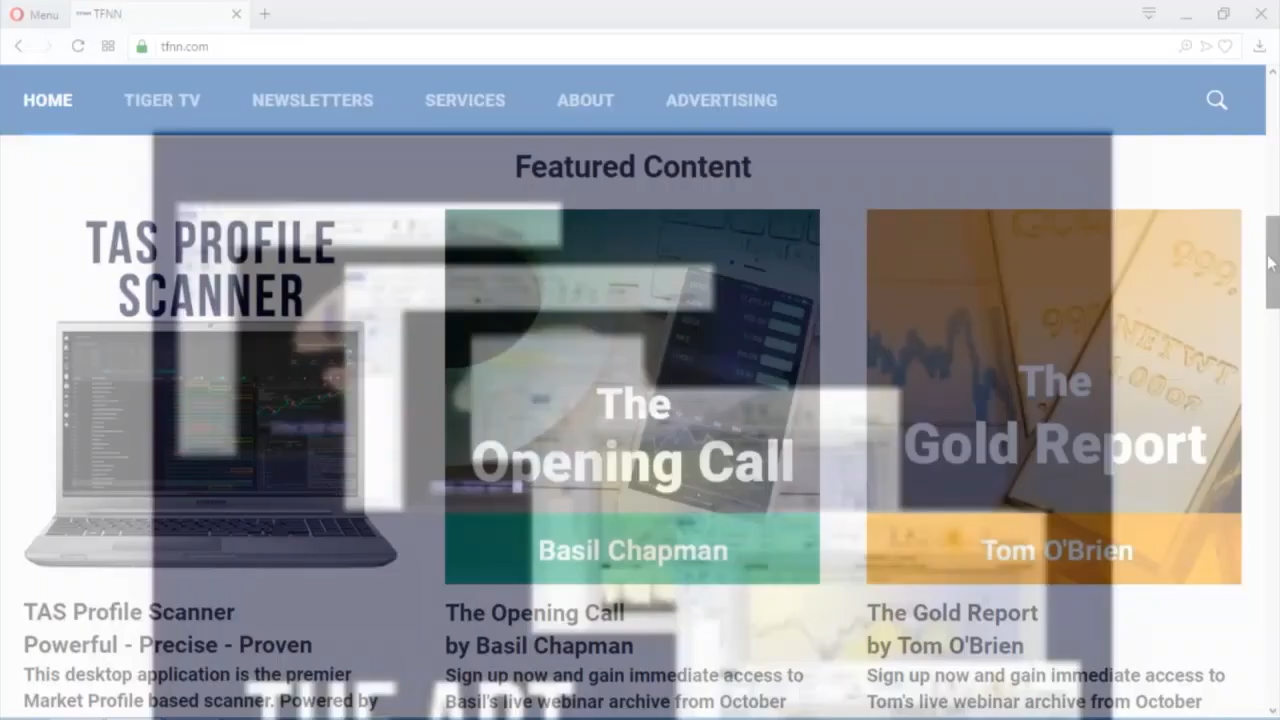 Menu
TFNN
tfnn.com
HOME TIGER TV NEWSLETTERS SERVICES ABOUT ADVERTISING
Featured Content
TAS PROFILE
SCANNER
The
Opening Call
Basil Chapman
The
Gold Report
Tom O'Brien
TAS Profile Scanner
Powerful - Precise - Proven
This desktop application is the premier
Market Profile based scanner. Powered by
The Opening Call
by Basil Chapman
Sign up now and gain immediate access to
Basil's live webinar archive from October
The Gold Report
by Tom O'Brien
Sign up now and gain immediate access to
Tom's live webinar archive from October